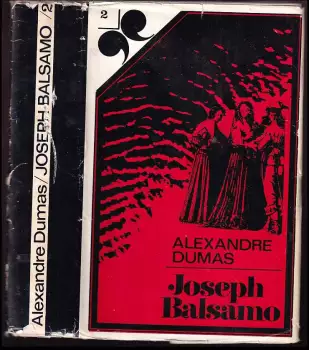 Alexandre Dumas/JOSEPH BALSAMO/2
2
ALEXANDRE
DUMAS
Joseph
Balsamo